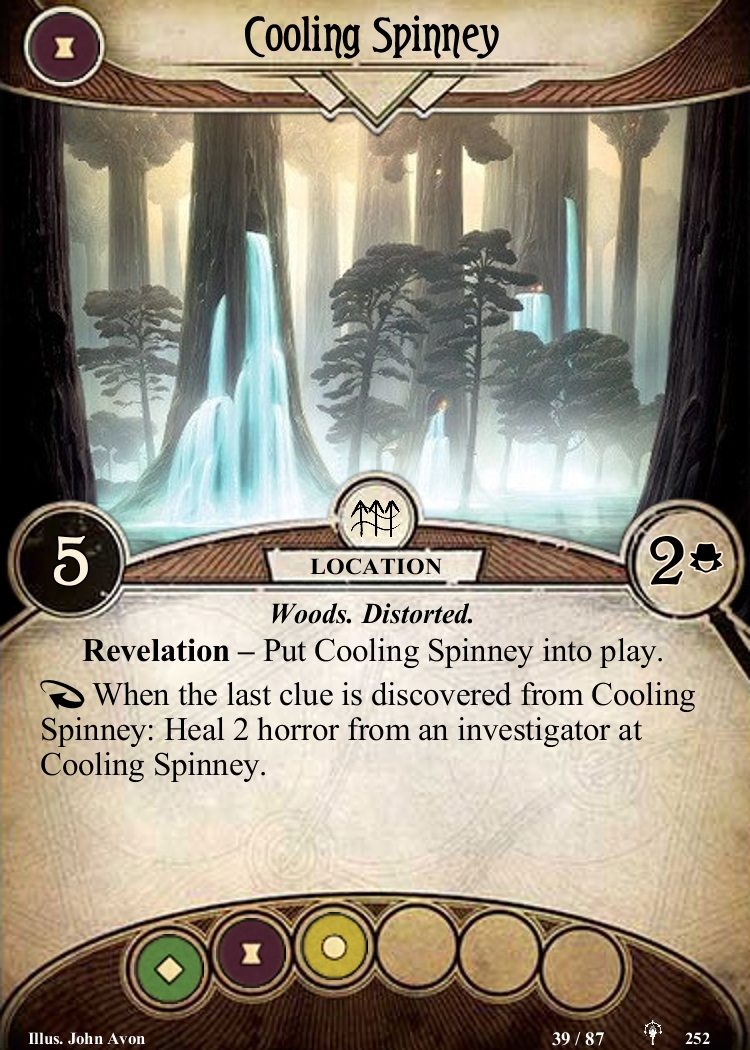 Cooling Spinney
5
2
LOCATION
Woods. Distorted.
Revelation – Put Cooling Spinney into play.
When the last clue is discovered from Cooling
Spinney: Heal 2 horror from an investigator at
Cooling Spinney.
Illus. John Avon
39 / 87
252